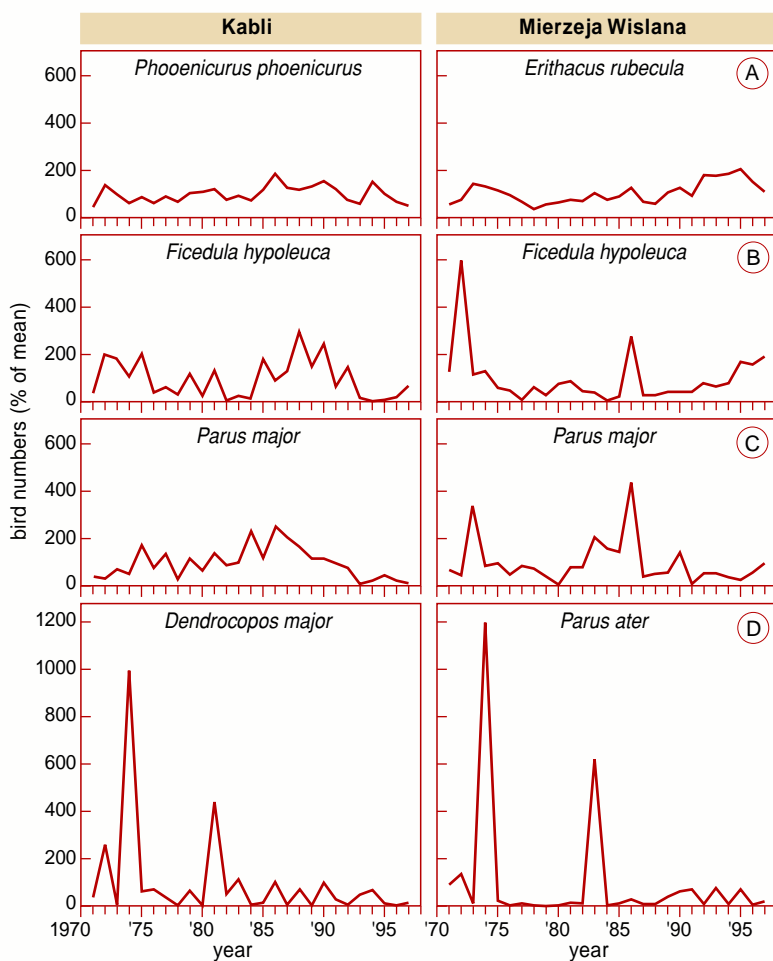 Kabli
Mierzeja Wislana
Phooenicurus phoenicurus
Erithacus rubecula
A
600
400
200
0
Ficedula hypoleuca
Ficedula hypoleuca
B
600
400
200
0
bird numbers (% of mean)
Parus major
Parus major
C
600
400
200
0
Dendrocopos major
Parus ater
D
1200
1000
800
600
400
200
0
1970 '75 '80 '85 '90 '95
'70 '75 '80 '85 '90 '95
year
year